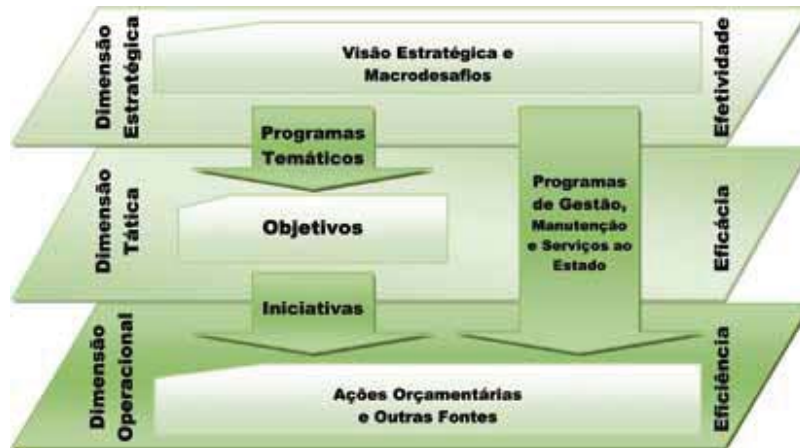 Dimensão
Estratégica
Visão Estratégica e
Macrodesafios
Efetividade
Programas
Temáticos
Dimensão
Tática
Objetivos
Programas
de Gestão,
Manutenção
e Serviços ao
Estado
Eficácia
Iniciativas
Dimensão
Operacional
Ações Orçamentárias
e Outras Fontes
Eficiência